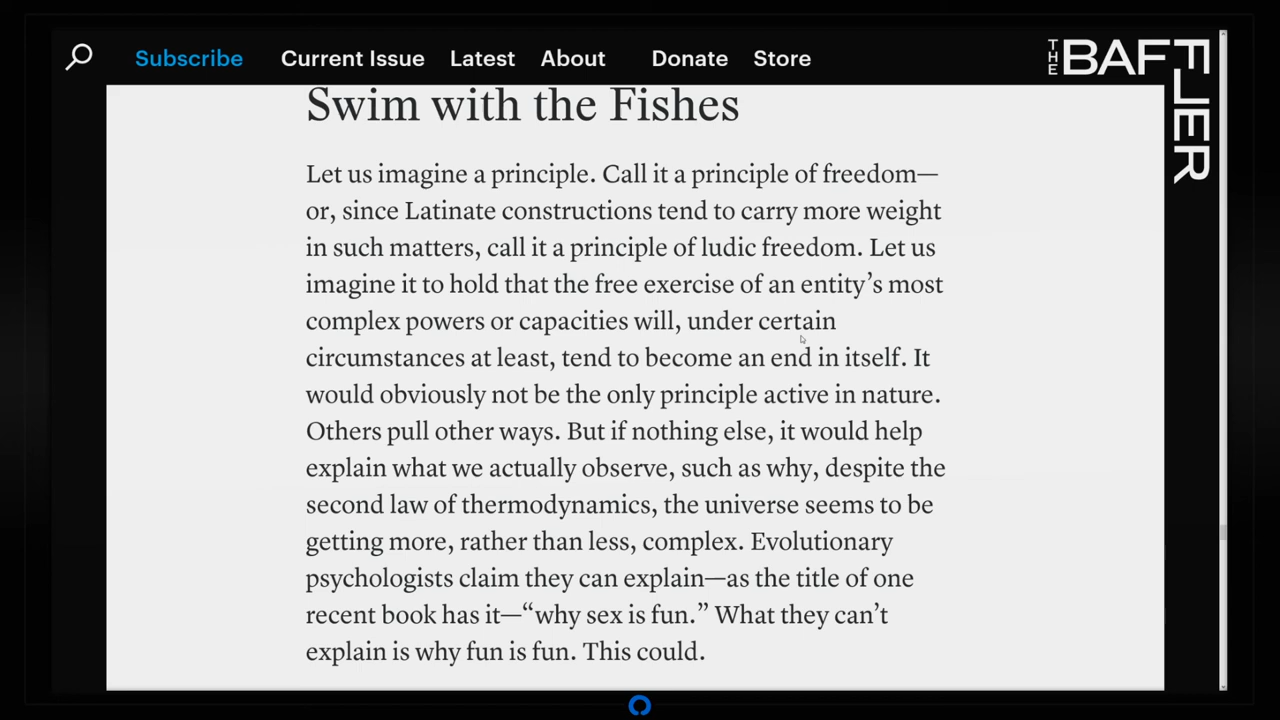 Subscribe Current Issue Latest About Donate Store
THE BAFFLER
Swim with the Fishes
Let us imagine a principle. Call it a principle of freedom—
or, since Latinate constructions tend to carry more weight
in such matters, call it a principle of ludic freedom. Let us
imagine it to hold that the free exercise of an entity’s most
complex powers or capacities will, under certain
circumstances at least, tend to become an end in itself. It
would obviously not be the only principle active in nature.
Others pull other ways. But if nothing else, it would help
explain what we actually observe, such as why, despite the
second law of thermodynamics, the universe seems to be
getting more, rather than less, complex. Evolutionary
psychologists claim they can explain—as the title of one
recent book has it—“why sex is fun.” What they can’t
explain is why fun is fun. This could.